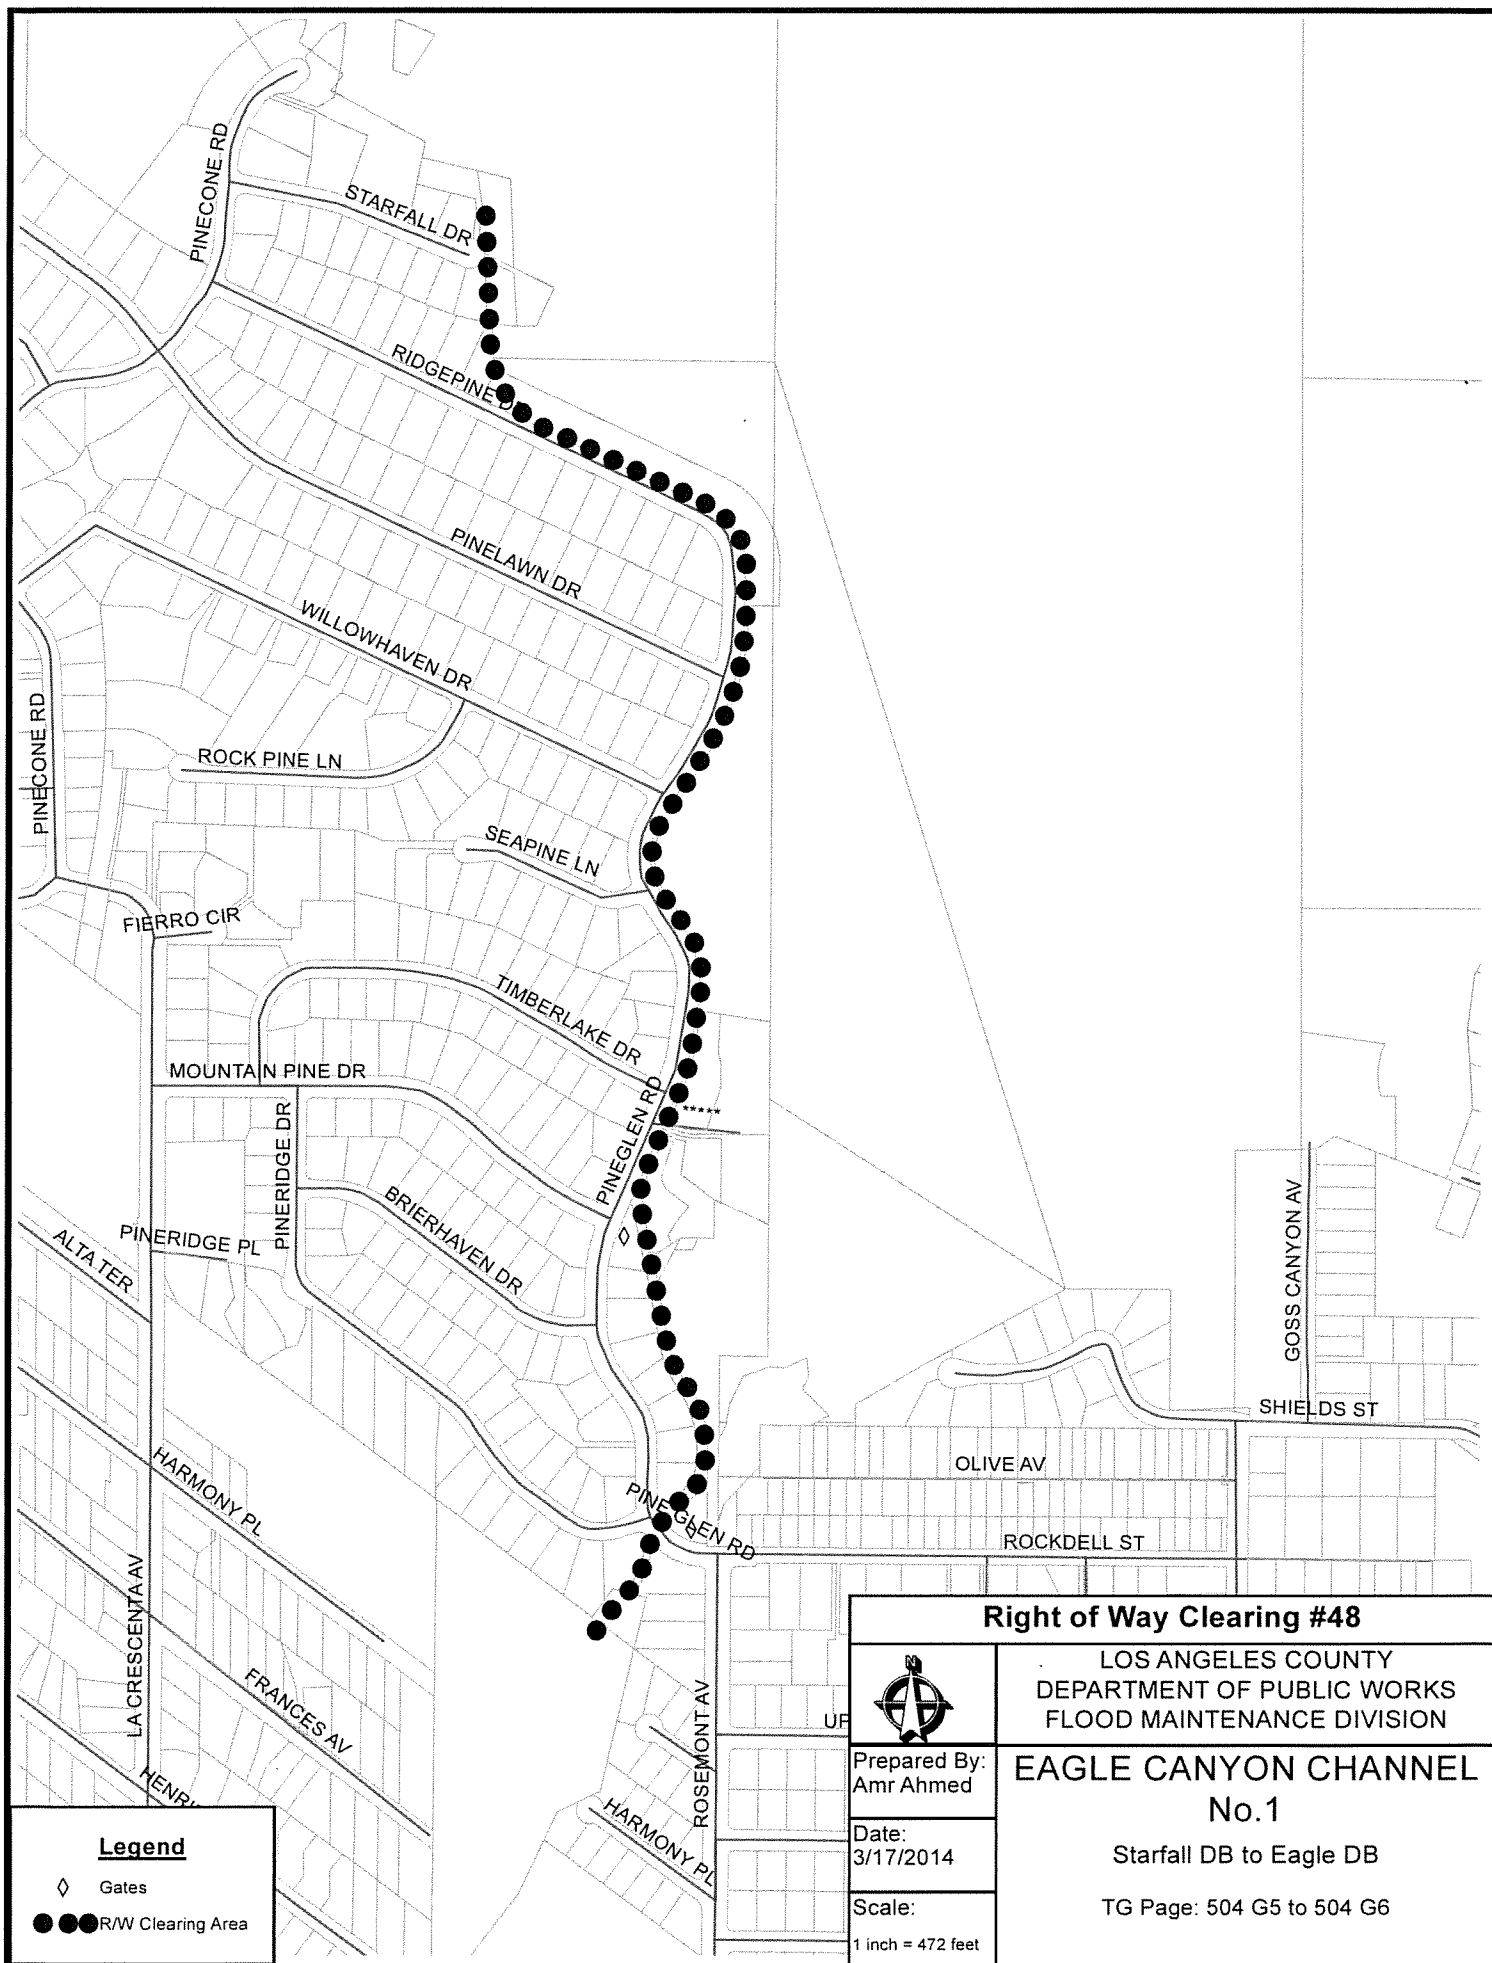 PINECONE RD
STARFALL DR
RIDGEPINE DR
PINELAWN DR
WILLOWHAVEN DR
PINECONE RD
ROCK PINE LN
SEAPINE LN
FIERRO CIR
TIMBERLAKE DR
MOUNTAIN PINE DR
PINEGLEN RD
*****
PINERIDGE DR
BRIERHAVEN DR
PINERIDGE PL
ALTA TER
GOSS CANYON AV
SHIELDS ST
OLIVE AV
HARMONY PL
PINEGLEN RD
ROCKDELL ST
LA CRESCENTA AV
FRANCES AV
ROSEMONT AV
UP
HENRI
HARMONY PL
Right of Way Clearing #48
N
LOS ANGELES COUNTY
DEPARTMENT OF PUBLIC WORKS
FLOOD MAINTENANCE DIVISION
Prepared By:
Amr Ahmed
EAGLE CANYON CHANNEL
No.1
Date:
3/17/2014
Starfall DB to Eagle DB
TG Page: 504 G5 to 504 G6
Scale:
1 inch = 472 feet
Legend
Gates
R/W Clearing Area